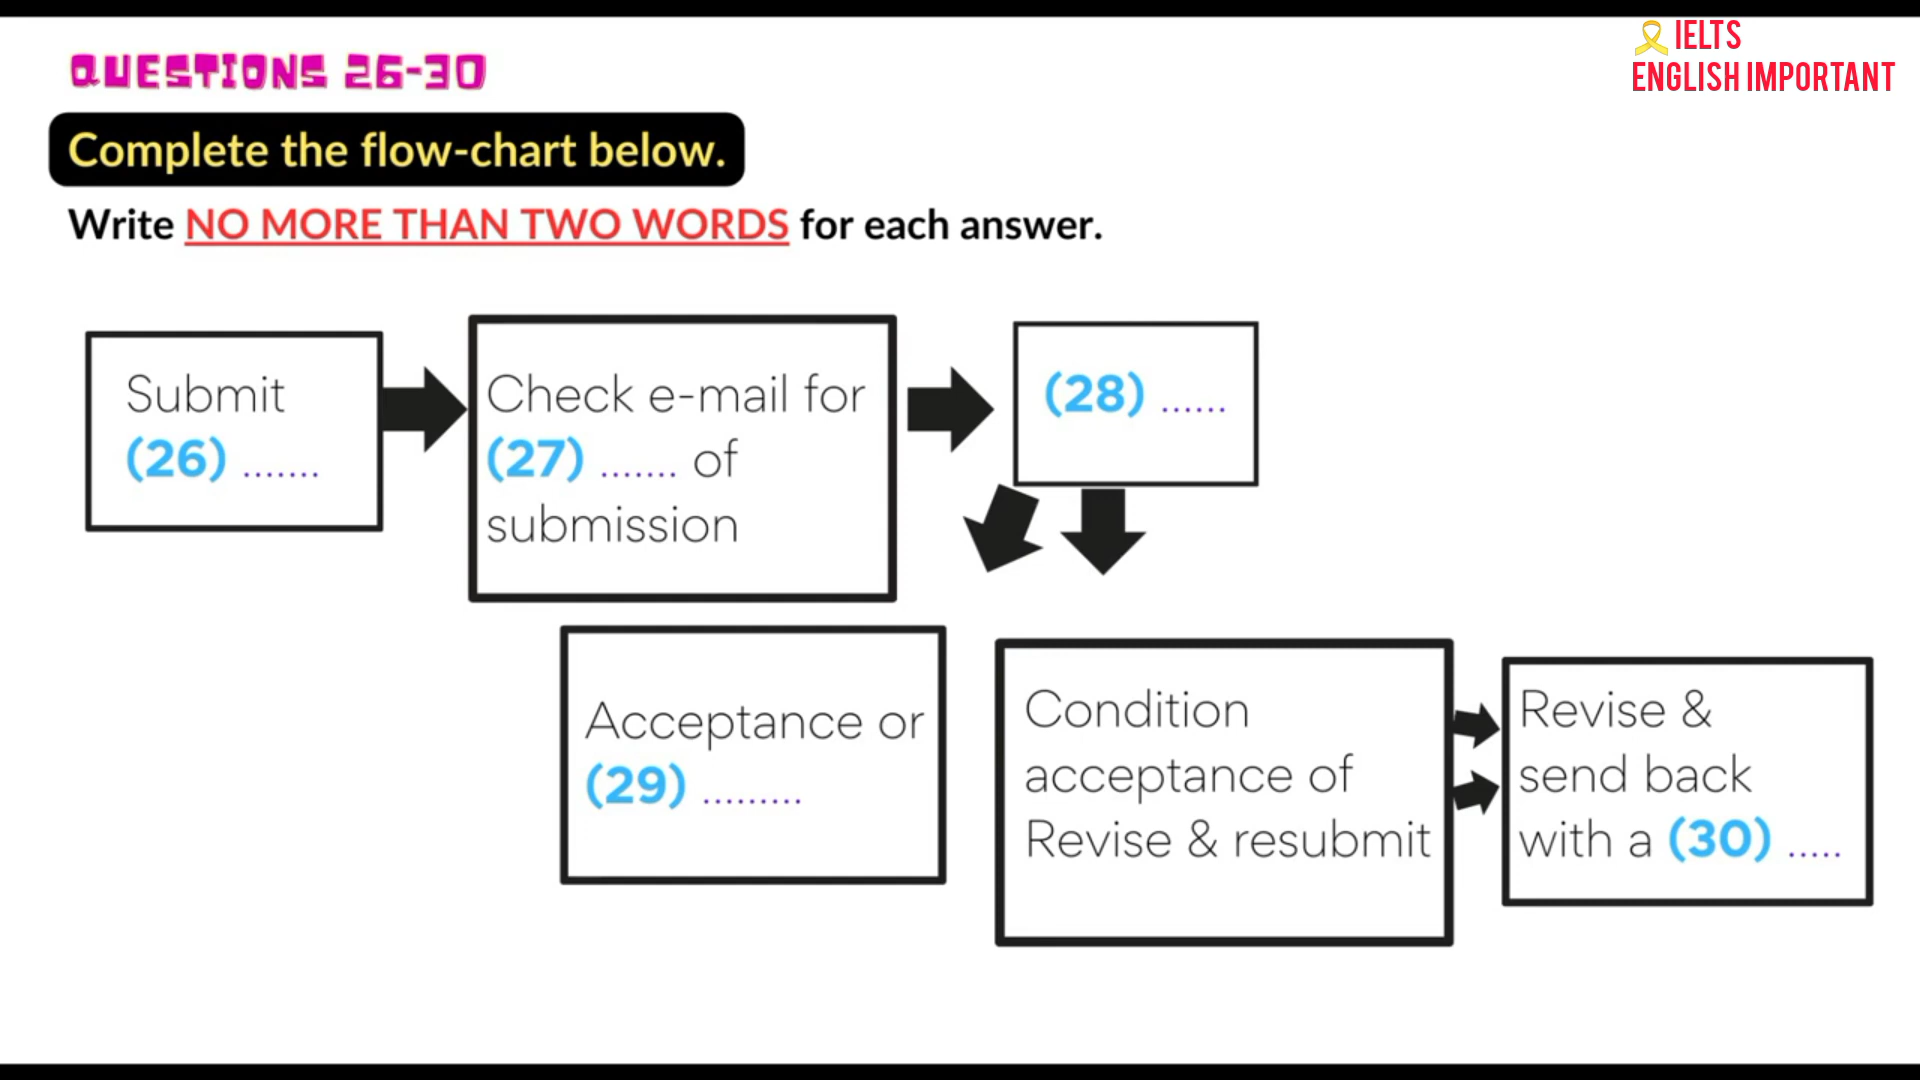 IELTS
ENGLISH IMPORTANT
QUESTIONS 26-30
Complete the flow-chart below.
Write NO MORE THAN TWO WORDS for each answer.
Submit
(26) .......
Check e-mail for
(27) ....... of
submission
(28) ......
Acceptance or
(29) .........
Condition
acceptance of
Revise & resubmit
Revise &
send back
with a (30) .....